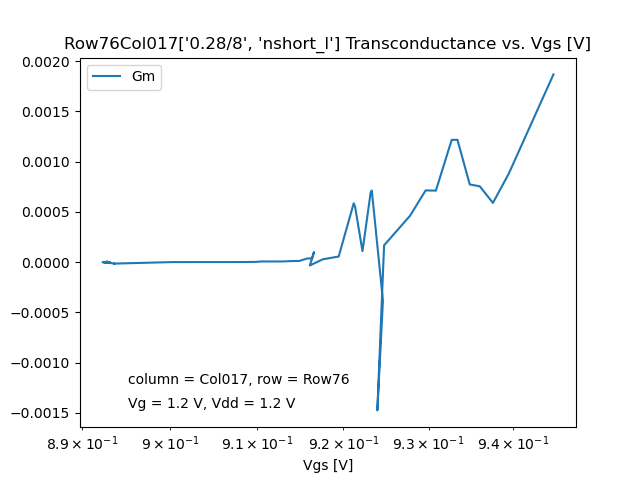 Row76Col017['0.28/8', 'nshort_l'] Transconductance vs. Vgs [V]
Gm
0.0020
0.0015
0.0010
0.0005
0.0000
−0.0005
−0.0010
−0.0015
column = Col017, row = Row76
Vg = 1.2 V, Vdd = 1.2 V
8.9 × 10⁻¹ 9 × 10⁻¹ 9.1 × 10⁻¹ 9.2 × 10⁻¹ 9.3 × 10⁻¹ 9.4 × 10⁻¹
Vgs [V]